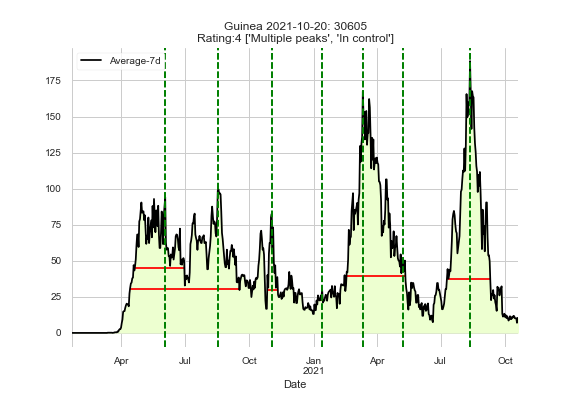 Guinea 2021-10-20: 30605
Rating:4 ['Multiple peaks', 'In control']
Average-7d
175
150
125
100
75
50
25
0
Apr Jul Oct Jan Apr Jul Oct
2021
Date